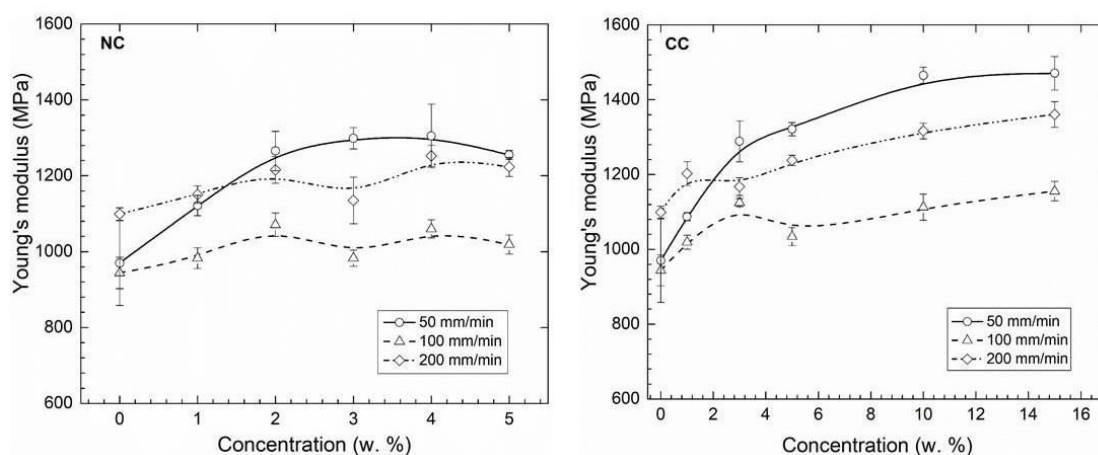 NC
Young's modulus (MPa)
1600
1400
1200
1000
800
600
50 mm/min
100 mm/min
200 mm/min
0 1 2 3 4 5
Concentration (w. %)
CC
Young's modulus (MPa)
1600
1400
1200
1000
800
600
50 mm/min
100 mm/min
200 mm/min
0 2 4 6 8 10 12 14 16
Concentration (w. %)